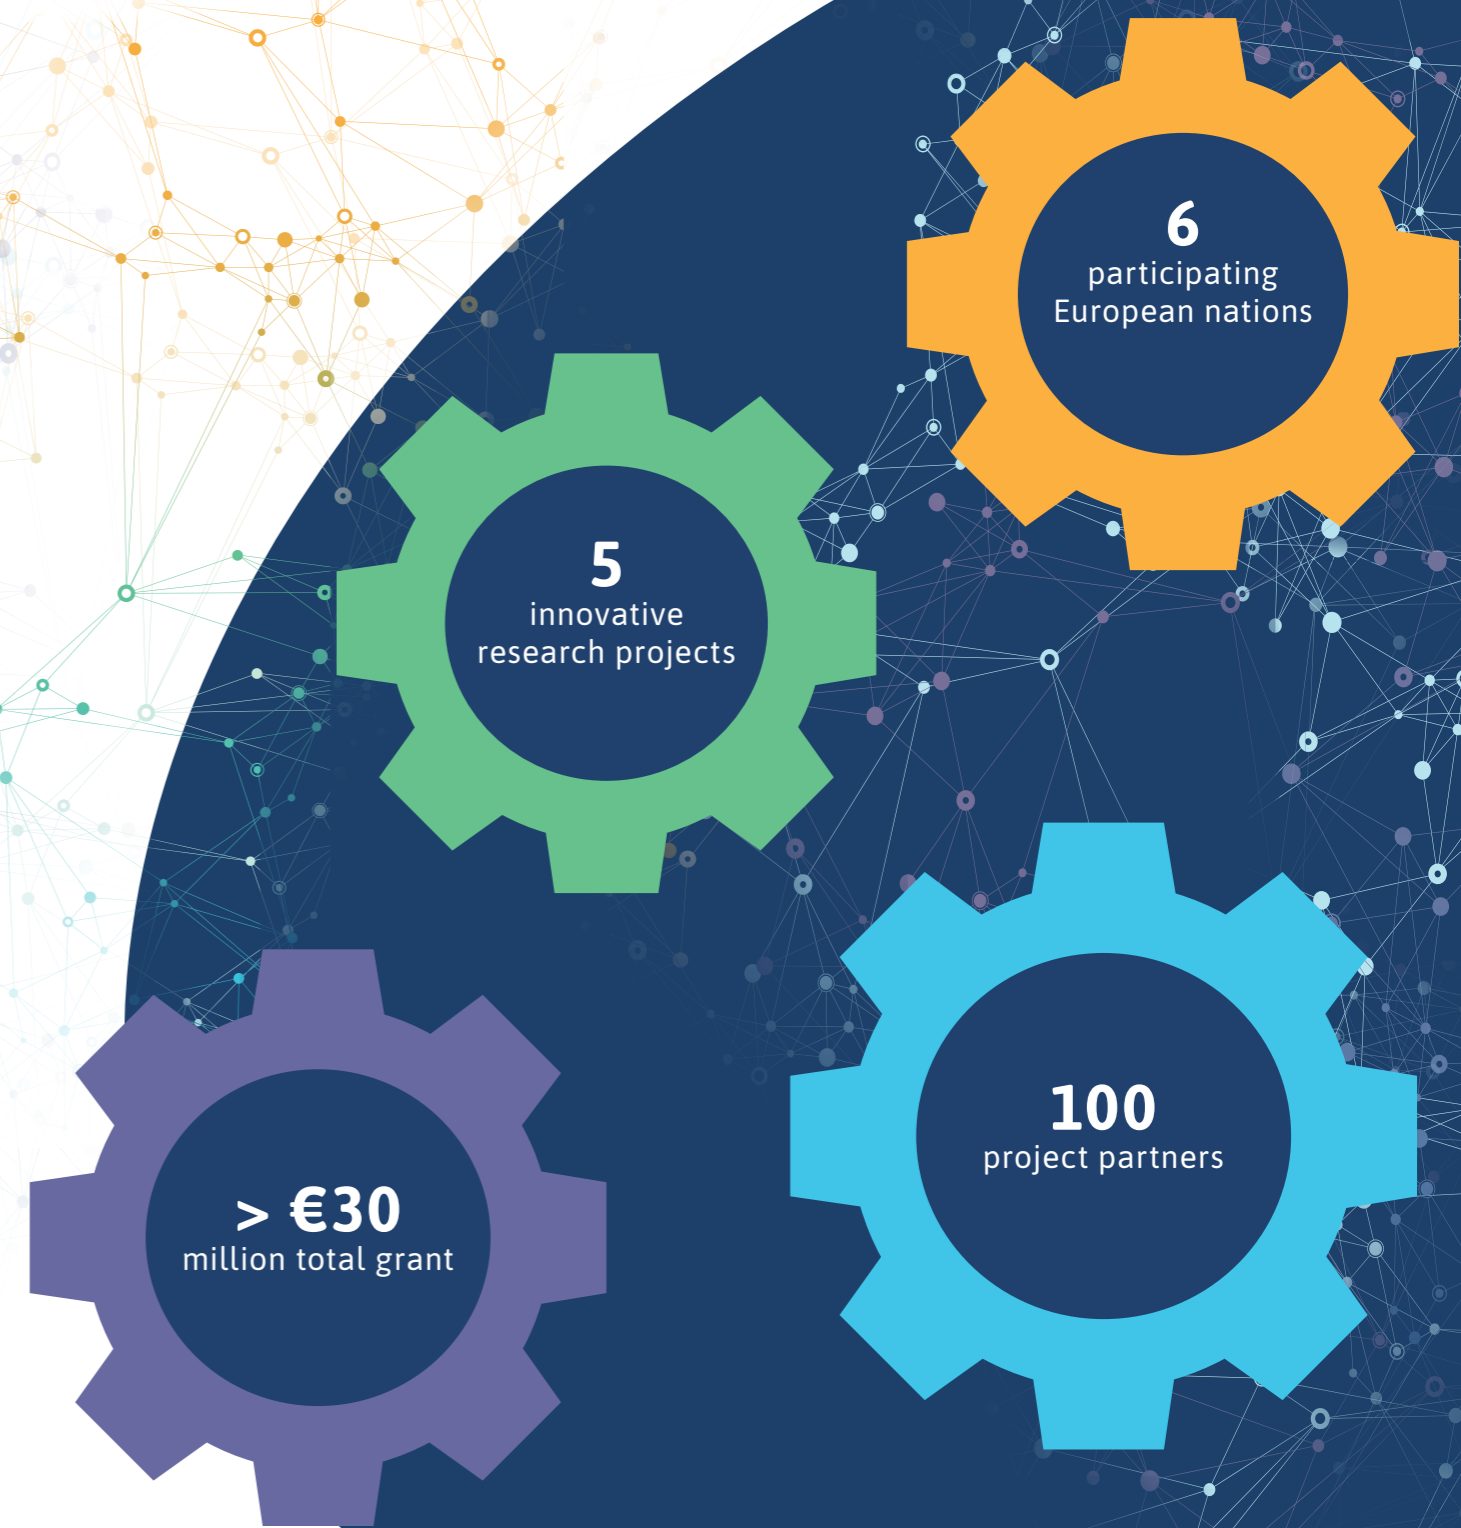 6
participating
European nations
5
innovative
research projects
100
project partners
> €30
million total grant